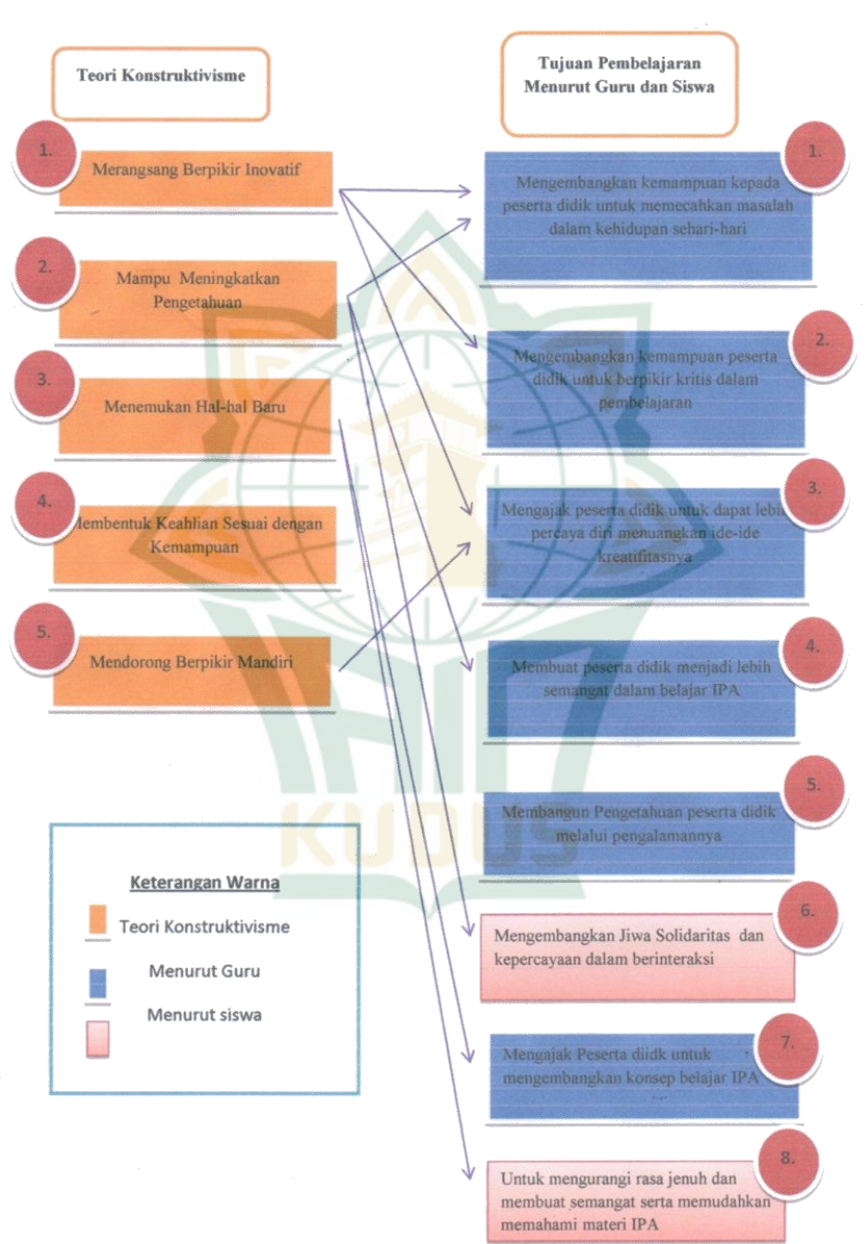 Teori Konstruktivisme
1.
Merangsang Berpikir Inovatif
2.
Mampu Meningkatkan
Pengetahuan
3.
Menemukan Hal-hal Baru
4.
Membentuk Keahlian Sesuai dengan
Kemampuan
5.
Mendorong Berpikir Mandiri
Keterangan Warna
Teori Konstruktivisme
Menurut Guru
Menurut siswa
Tujuan Pembelajaran
Menurut Guru dan Siswa
1.
Mengembangkan kemampuan kepada
peserta didik untuk memecahkan masalah
dalam kehidupan sehari-hari
2.
Mengembangkan kemampuan peserta
didik untuk berpikir kritis dalam
pembelajaran
3.
Mengajak peserta didik untuk dapat lebih
percaya diri menuangkan ide-ide
kreatifitasnya
4.
Membuat peserta didik menjadi lebih
semangat dalam belajar IPA
5.
Membangun Pengetahuan peserta didik
melalui pengalamannya
6.
Mengembangkan Jiwa Solidaritas dan
kepercayaan dalam berinteraksi
7.
Mengajak Peserta diidk untuk
mengembangkan konsep belajar IPA
8.
Untuk mengurangi rasa jenuh dan
membuat semangat serta memudahkan
memahami materi IPA
KUDUS